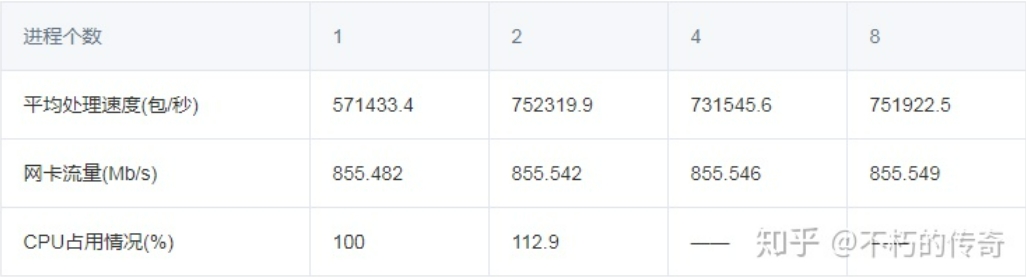 进程个数 1 2 4 8
平均处理速度(包/秒) 571433.4 752319.9 731545.6 751922.5
网卡流量(Mb/s) 855.482 855.542 855.546 855.549
CPU占用情况(%) 100 112.9 —— ——
知乎 @不朽的传奇